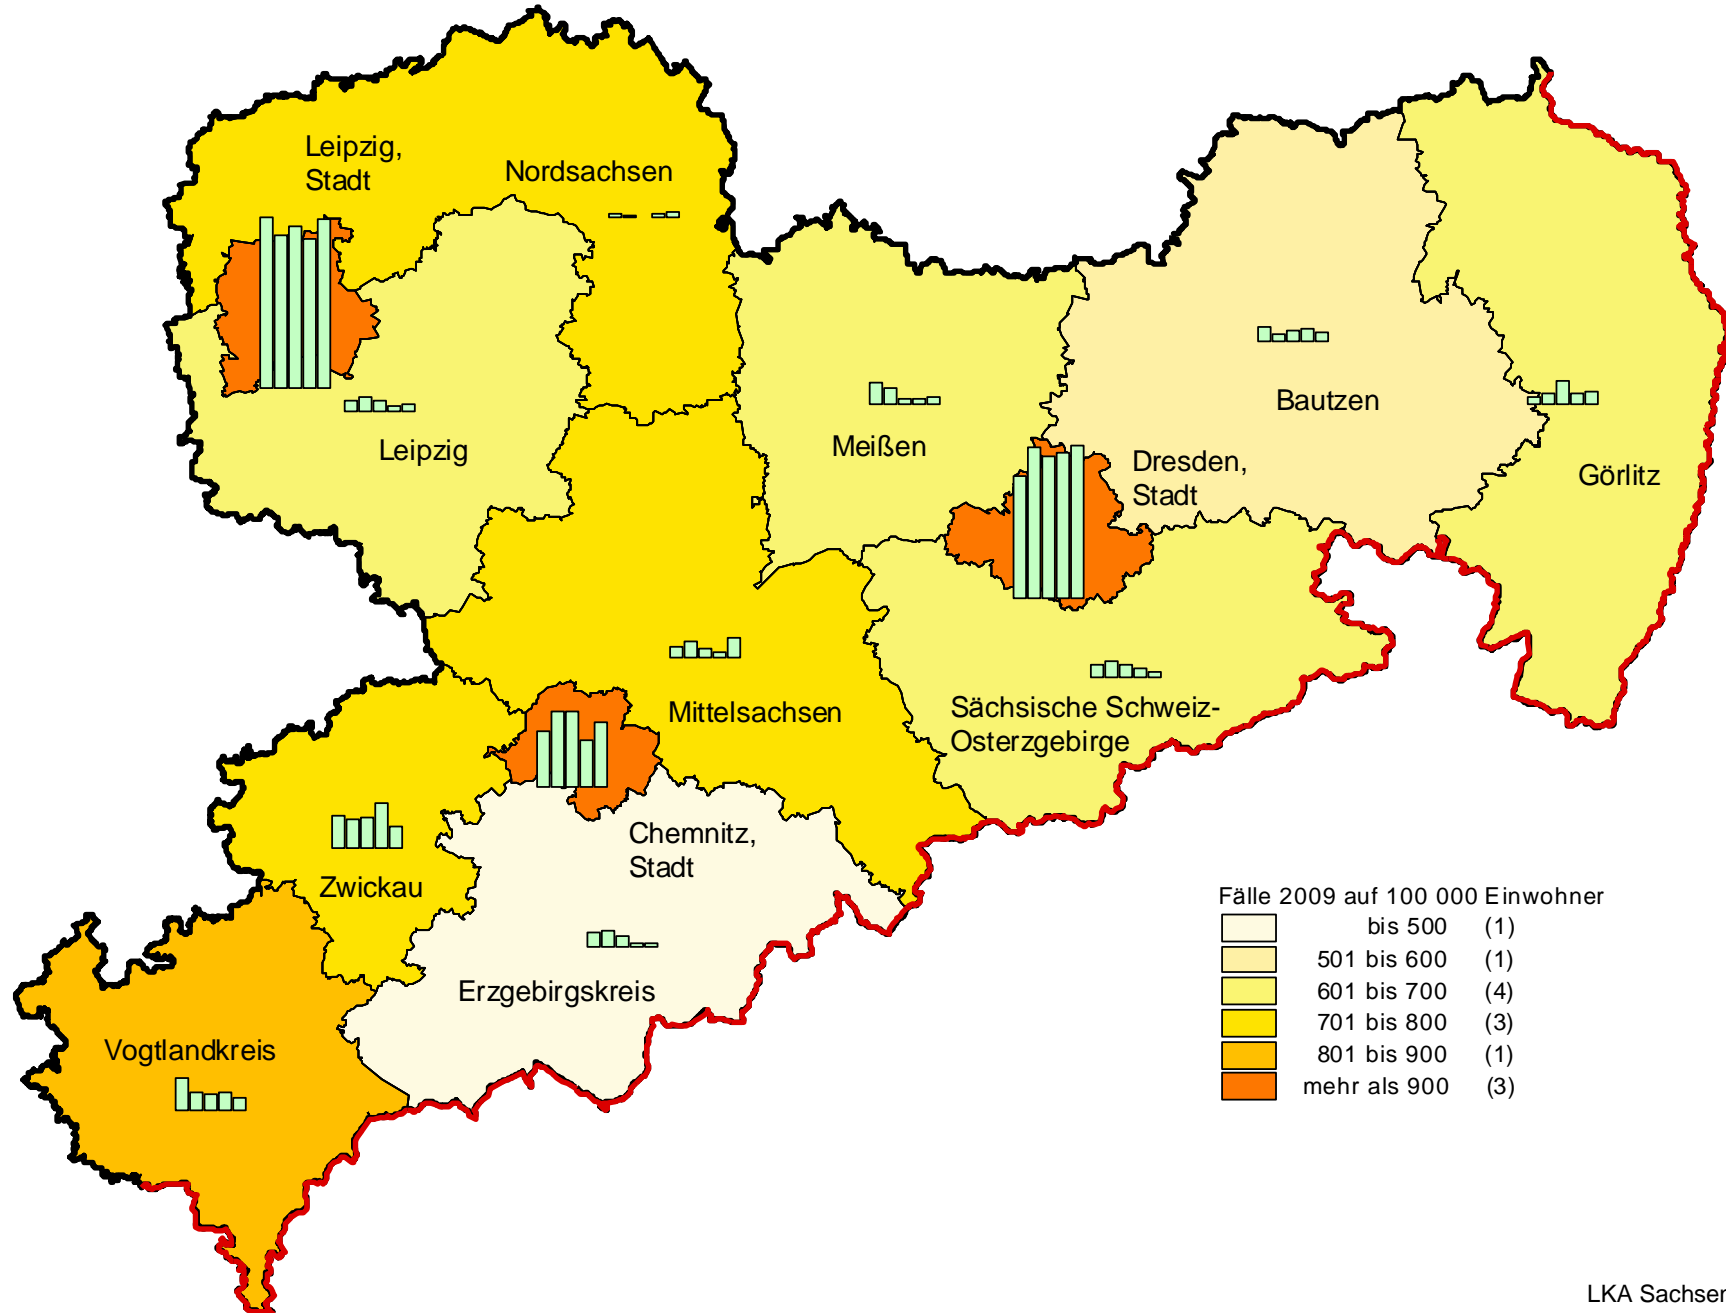 Leipzig,
Stadt
Nordsachsen
Leipzig
Meißen
Bautzen
Dresden,
Stadt
Görlitz
Mittelsachsen
Sächsische Schweiz-
Osterzgebirge
Chemnitz,
Stadt
Zwickau
Erzgebirgskreis
Vogtlandkreis
Fälle 2009 auf 100 000 Einwohner
bis 500 (1)
501 bis 600 (1)
601 bis 700 (4)
701 bis 800 (3)
801 bis 900 (1)
mehr als 900 (3)
LKA Sachsen